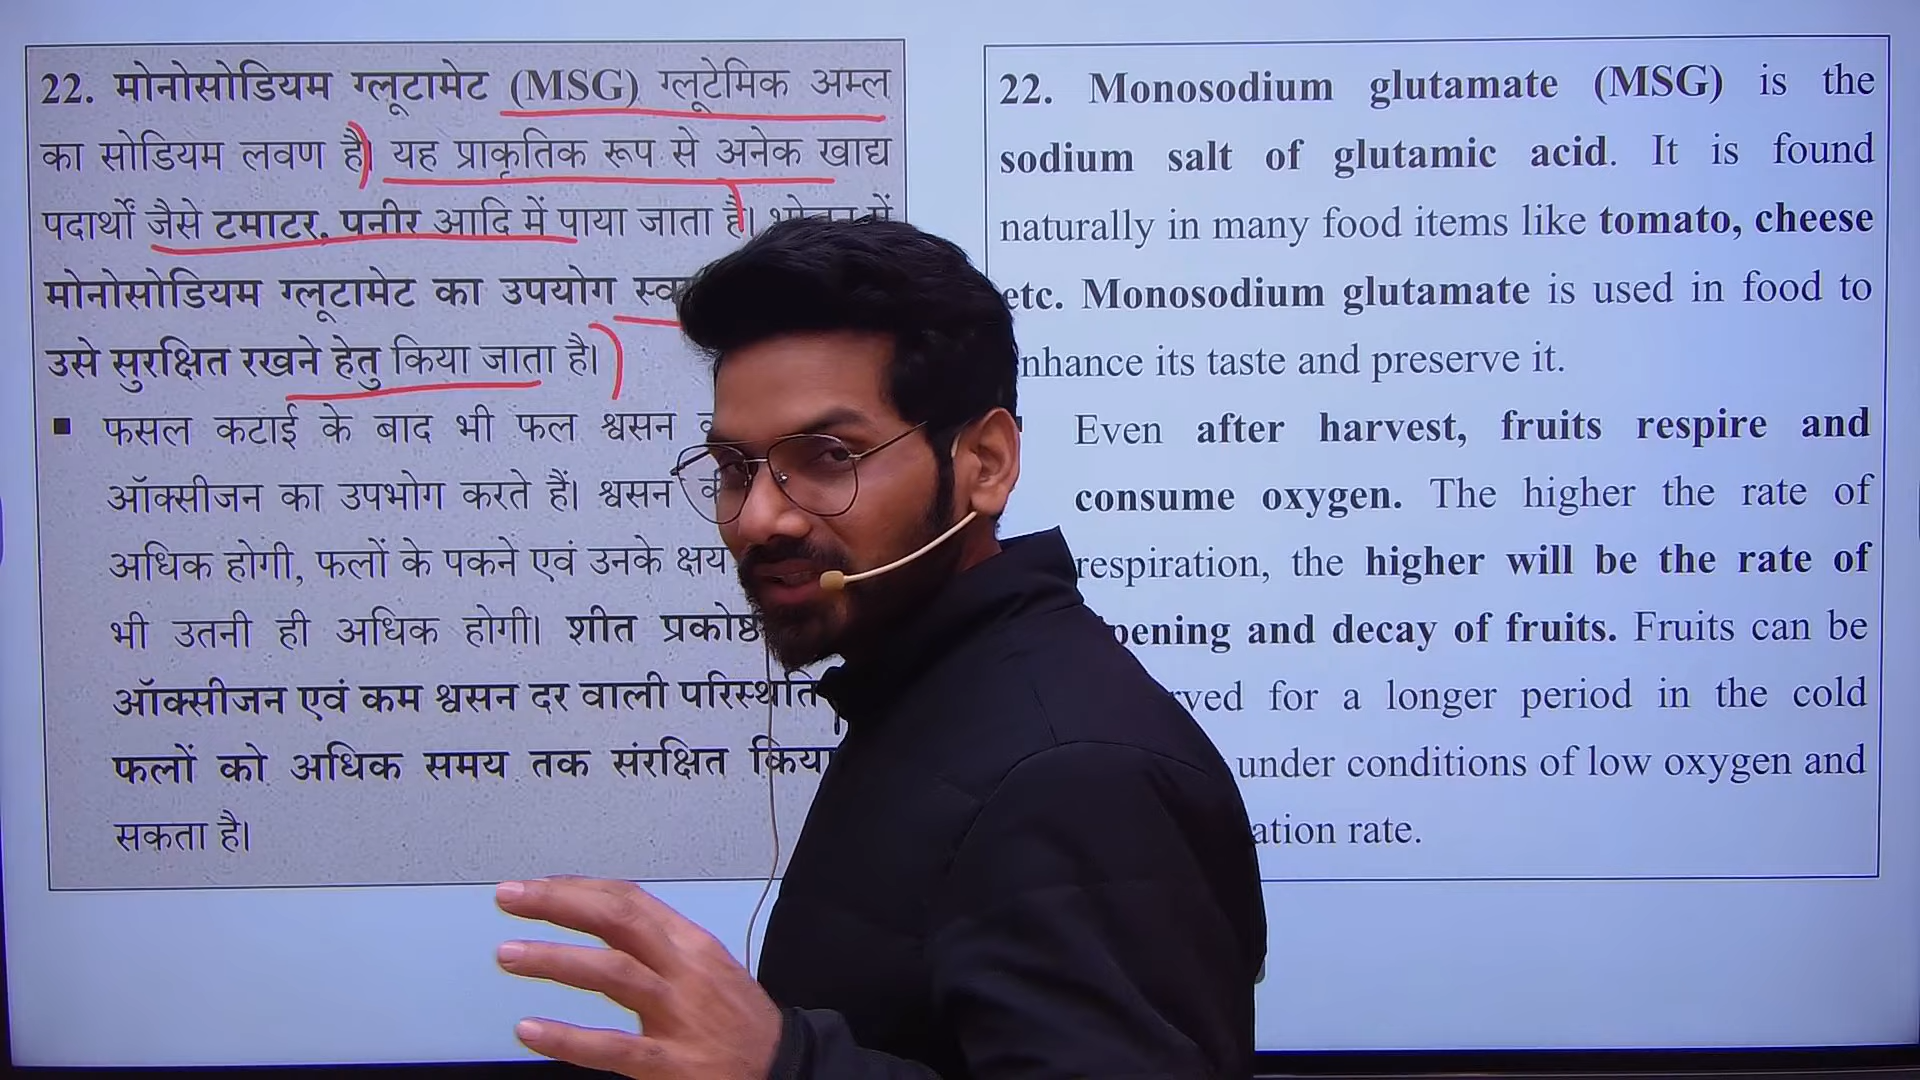 22. मोनोसोडियम ग्लूटामेट (MSG) ग्लूटेमिक अम्ल
का सोडियम लवण है। यह प्राकृतिक रूप से अनेक खाद्य
पदार्थों जैसे टमाटर, पनीर आदि में पाया जाता है। भोजन में
मोनोसोडियम ग्लूटामेट का उपयोग
उसे सुरक्षित रखने हेतु किया जाता है।
▪ फसल कटाई के बाद भी फल श्वसन
ऑक्सीजन का उपभोग करते हैं। श्वसन
अधिक होगी, फलों के पकने एवं उनके क्षय
भी उतनी ही अधिक होगी। शीत प्रकोष्ठ
ऑक्सीजन एवं कम श्वसन दर वाली परिस्थिति
फलों को अधिक समय तक संरक्षित किया
सकता है।
22. Monosodium glutamate (MSG) is the
sodium salt of glutamic acid. It is found
naturally in many food items like tomato, cheese
etc. Monosodium glutamate is used in food to
nhance its taste and preserve it.
Even after harvest, fruits respire and
consume oxygen. The higher the rate of
respiration, the higher will be the rate of
pening and decay of fruits. Fruits can be
ved for a longer period in the cold
under conditions of low oxygen and
ation rate.